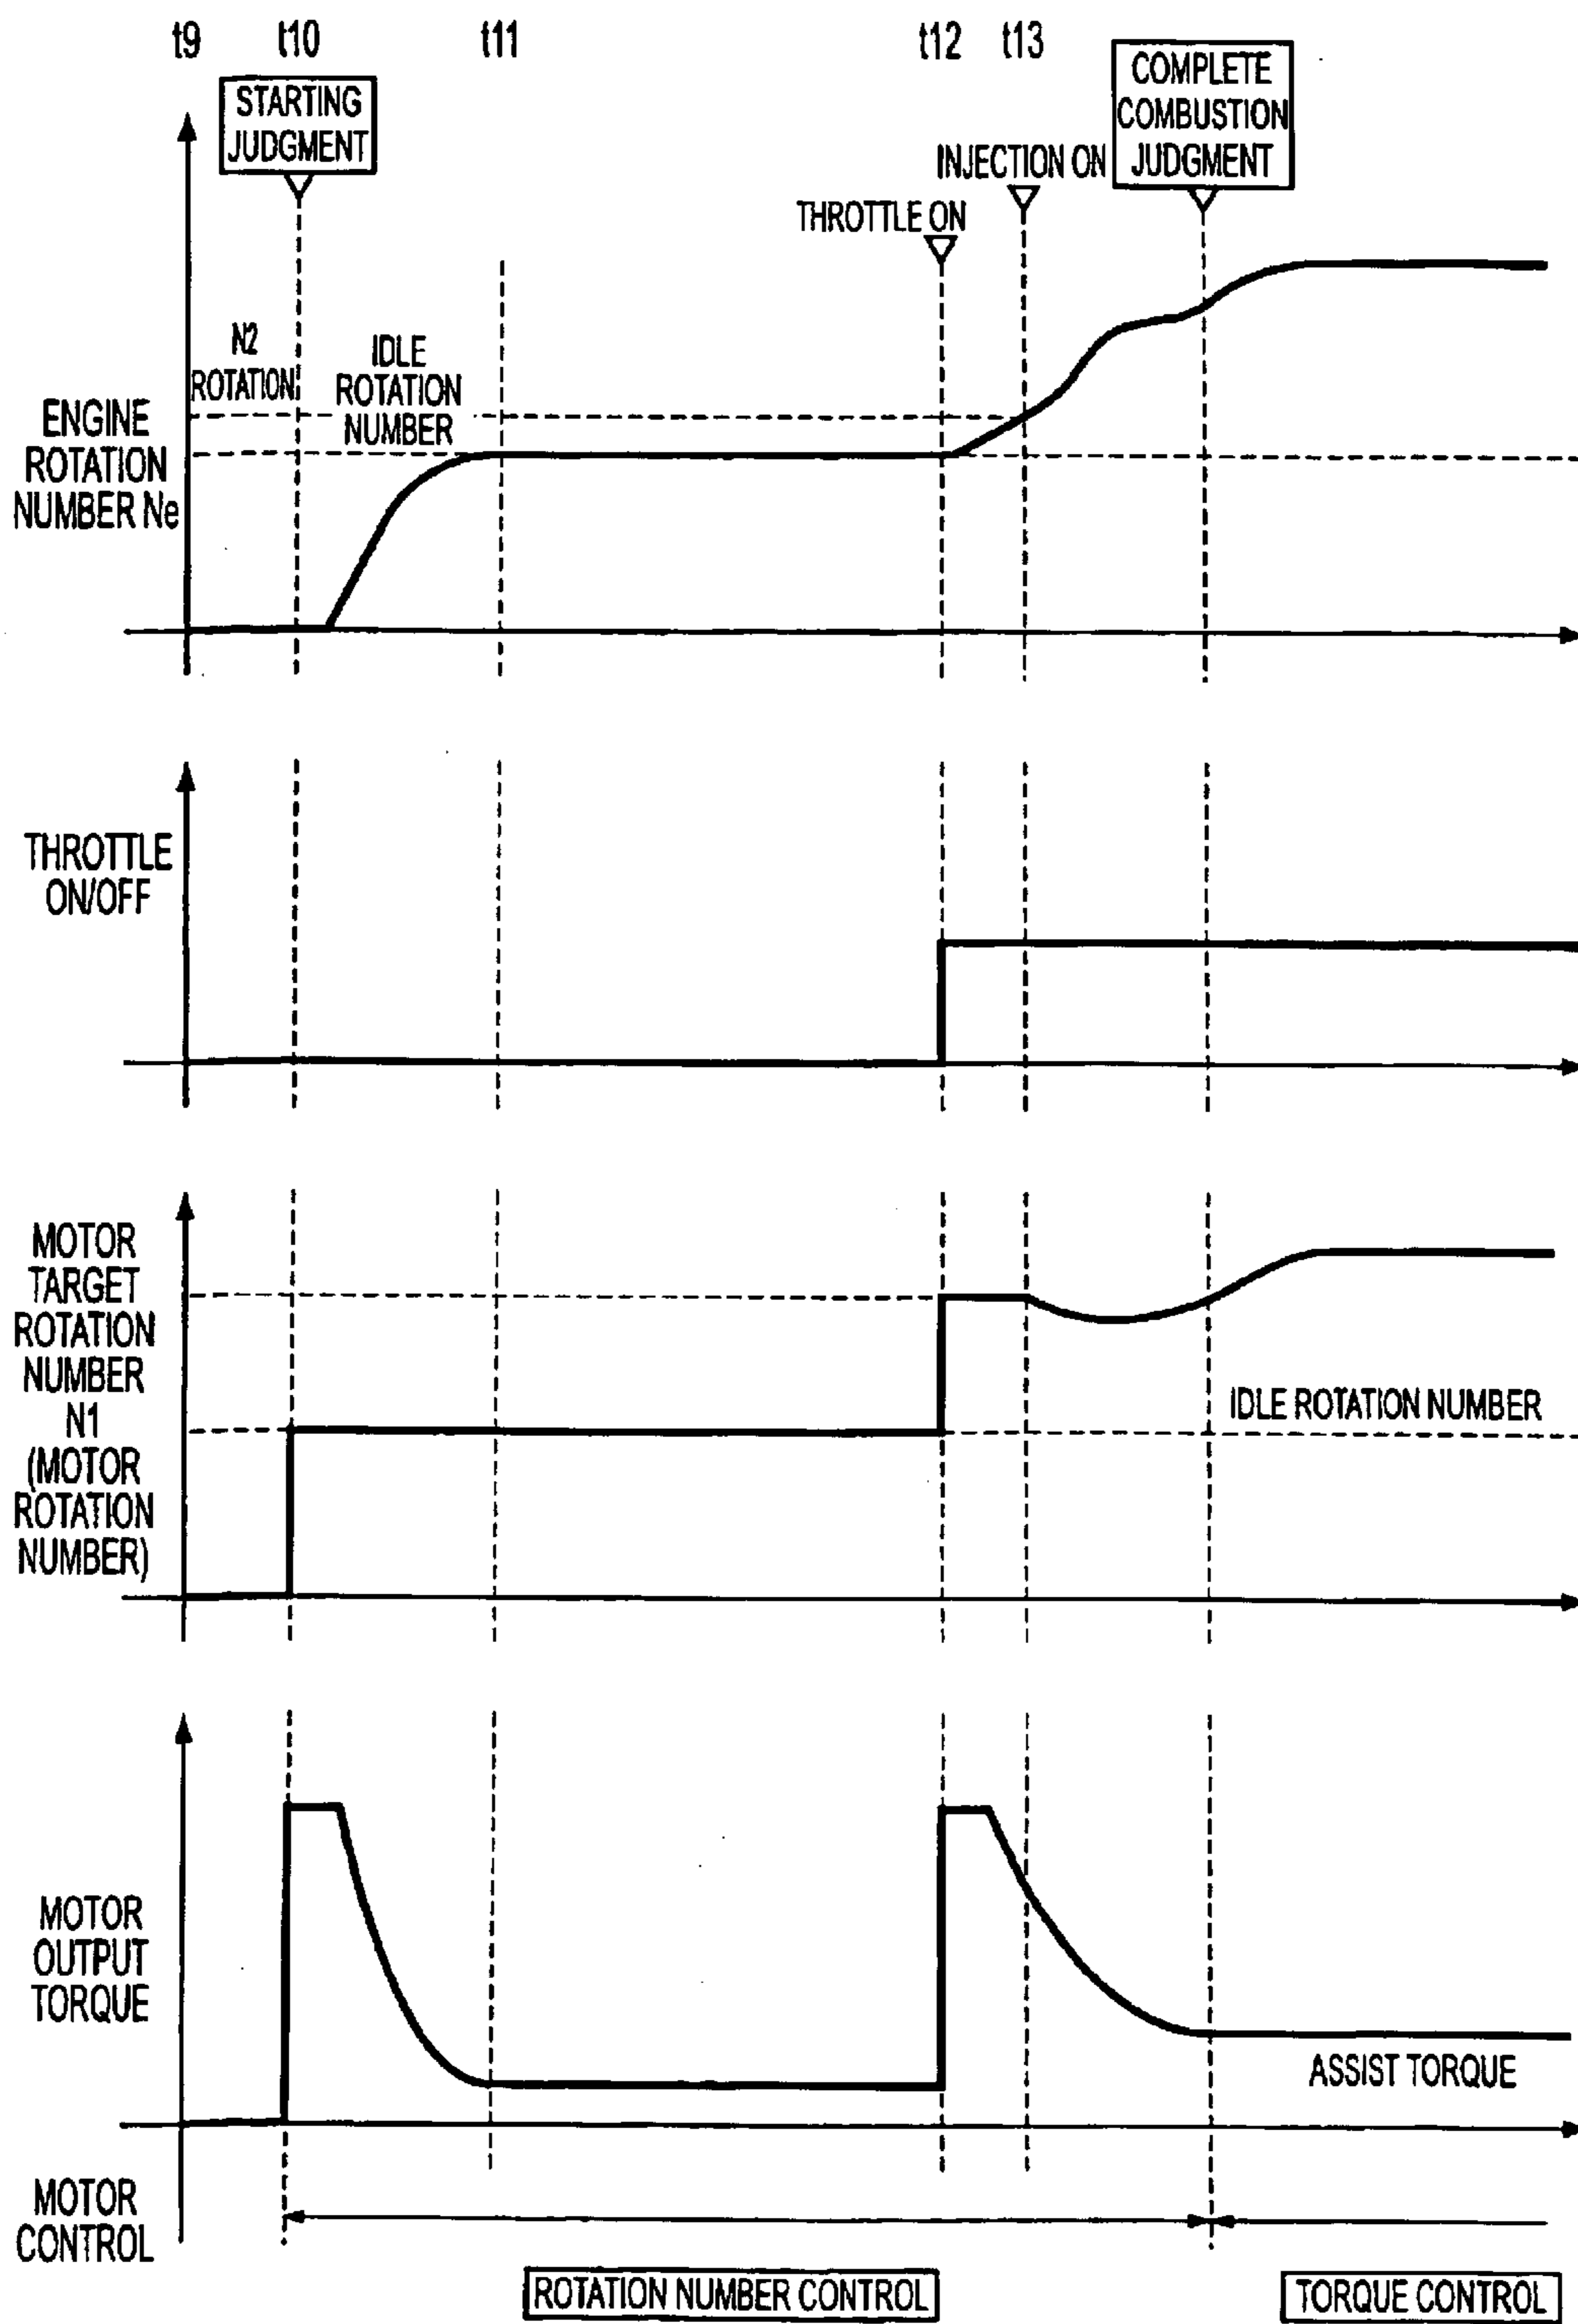 t9 t10 t11 t12 t13
STARTING
JUDGMENT
COMPLETE
COMBUSTION
JUDGMENT
INJECTION ON
THROTTLE ON
N2
ROTATION
IDLE
ROTATION
NUMBER
ENGINE
ROTATION
NUMBER Ne
THROTTLE
ON/OFF
MOTOR
TARGET
ROTATION
NUMBER
N1
(MOTOR
ROTATION
NUMBER)
IDLE ROTATION NUMBER
MOTOR
OUTPUT
TORQUE
ASSIST TORQUE
MOTOR
CONTROL
ROTATION NUMBER CONTROL
TORQUE CONTROL